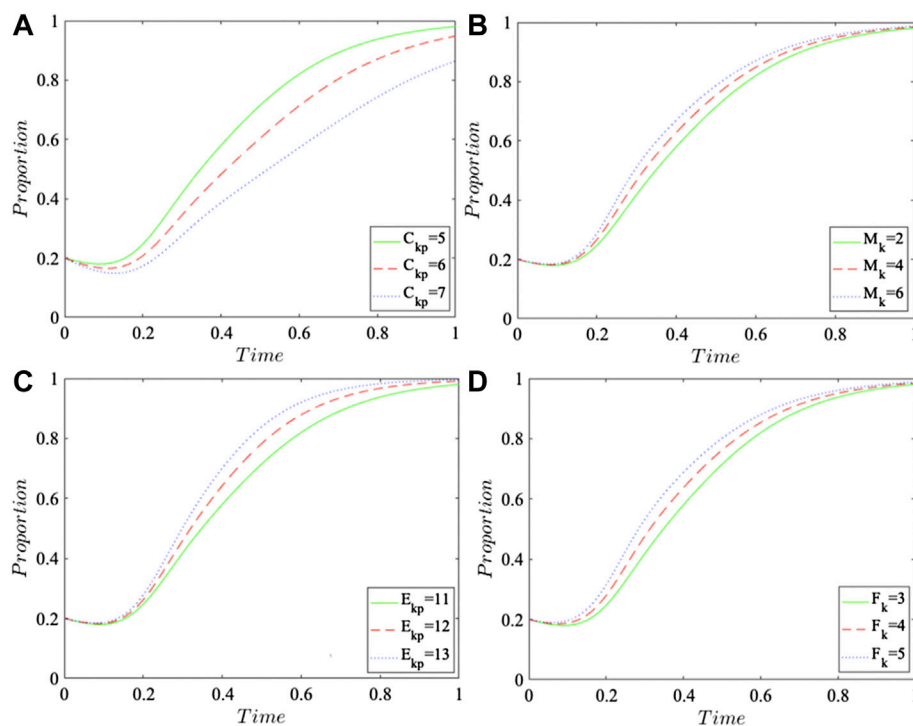 A
1
0.8
0.6
0.4
0.2
0
Proportion
0 0.2 0.4 0.6 0.8 1
Time
C_kp=5
C_kp=6
C_kp=7
B
1
0.8
0.6
0.4
0.2
0
Proportion
0 0.2 0.4 0.6 0.8 1
Time
M_k=2
M_k=4
M_k=6
C
1
0.8
0.6
0.4
0.2
0
Proportion
0 0.2 0.4 0.6 0.8 1
Time
E_kp=11
E_kp=12
E_kp=13
D
1
0.8
0.6
0.4
0.2
0
Proportion
0 0.2 0.4 0.6 0.8
Time
F_k=3
F_k=4
F_k=5